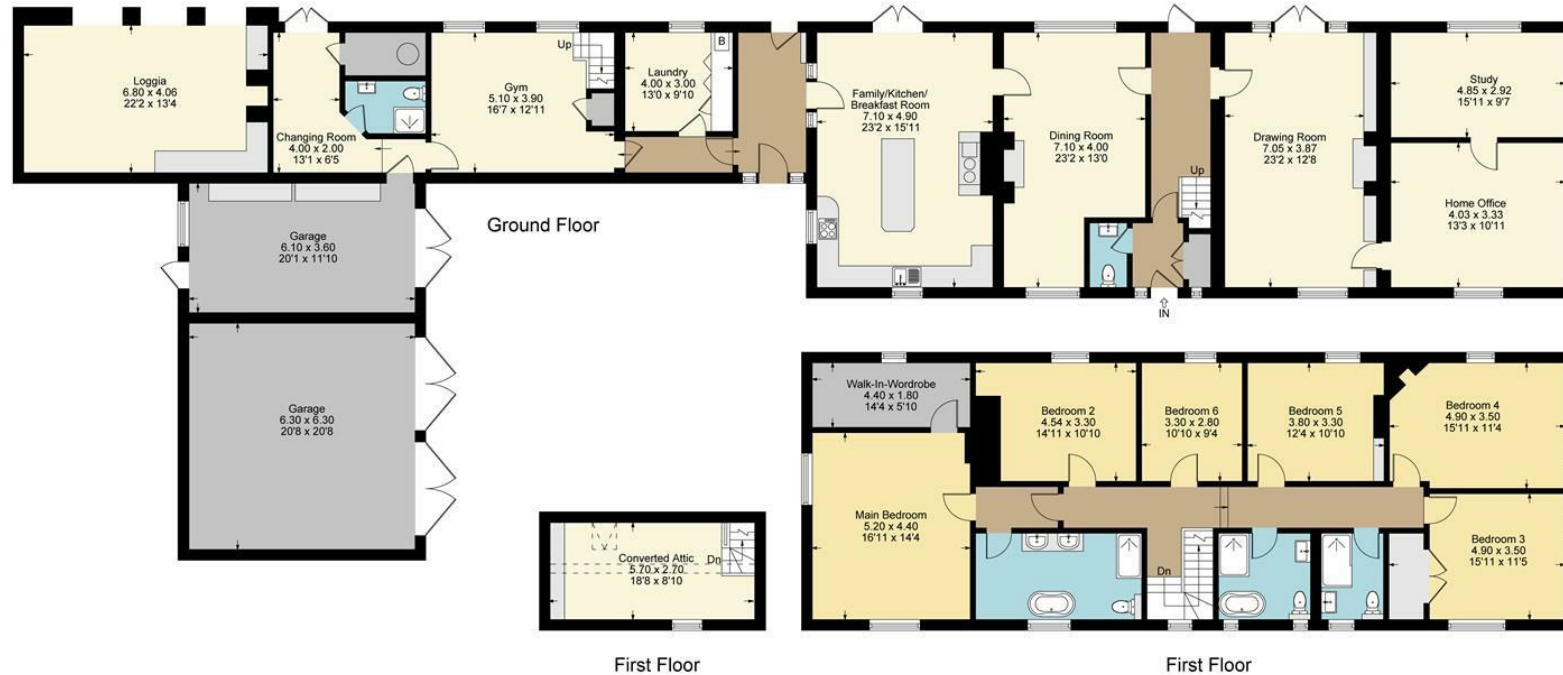 Loggia
6.80 x 4.06
22'2 x 13'4
Changing Room
4.00 x 2.00
13'1 x 6'5
Up
Gym
5.10 x 3.90
16'7 x 12'11
B
Laundry
4.00 x 3.00
13'0 x 9'10
Family/Kitchen/
Breakfast Room
7.10 x 4.90
23'2 x 15'11
Dining Room
7.10 x 4.00
23'2 x 13'0
Up
IN
Drawing Room
7.05 x 3.87
23'2 x 12'8
Study
4.85 x 2.92
15'11 x 9'7
Home Office
4.03 x 3.33
13'3 x 10'11
Garage
6.10 x 3.60
20'1 x 11'10
Ground Floor
Garage
6.30 x 6.30
20'8 x 20'8
Converted Attic
5.70 x 2.70
18'8 x 8'10
Dn
First Floor
Walk-In-Wordrobe
4.40 x 1.80
14'4 x 5'10
Bedroom 2
4.54 x 3.30
14'11 x 10'10
Bedroom 6
3.30 x 2.80
10'10 x 9'4
Bedroom 5
3.80 x 3.30
12'4 x 10'10
Bedroom 4
4.90 x 3.50
15'11 x 11'4
Main Bedroom
5.20 x 4.40
16'11 x 14'4
Dn
Bedroom 3
4.90 x 3.50
15'11 x 11'5
First Floor